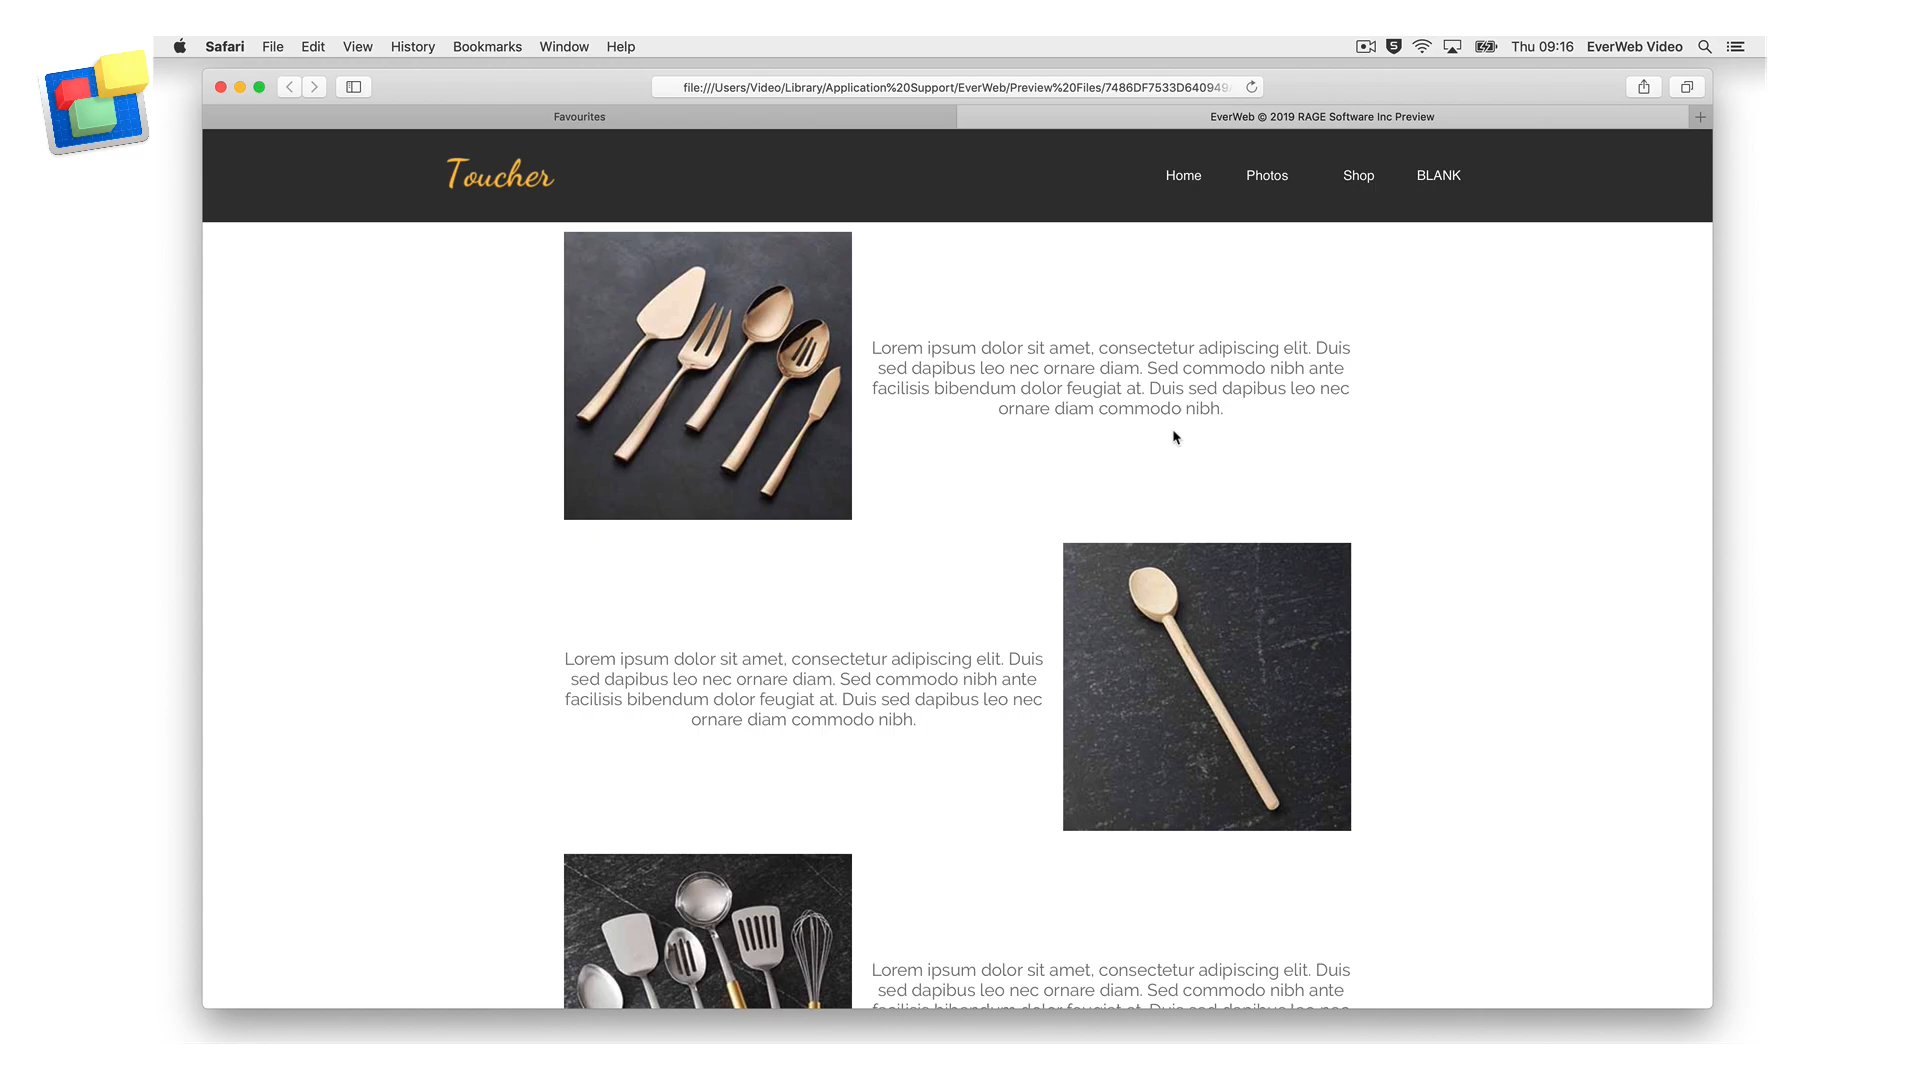 Safari File Edit View History Bookmarks Window Help
Thu 09:16 EverWeb Video
file:///Users/Video/Library/Application%20Support/EverWeb/Preview%20Files/7486DF7533D640949
Favourites
EverWeb © 2019 RAGE Software Inc Preview
Toucher
Home Photos Shop BLANK
Lorem ipsum dolor sit amet, consectetur adipiscing elit. Duis
sed dapibus leo nec ornare diam. Sed commodo nibh ante
facilisis bibendum dolor feugiat at. Duis sed dapibus leo nec
ornare diam commodo nibh.
Lorem ipsum dolor sit amet, consectetur adipiscing elit. Duis
sed dapibus leo nec ornare diam. Sed commodo nibh ante
facilisis bibendum dolor feugiat at. Duis sed dapibus leo nec
ornare diam commodo nibh.
Lorem ipsum dolor sit amet, consectetur adipiscing elit. Duis
sed dapibus leo nec ornare diam. Sed commodo nibh ante